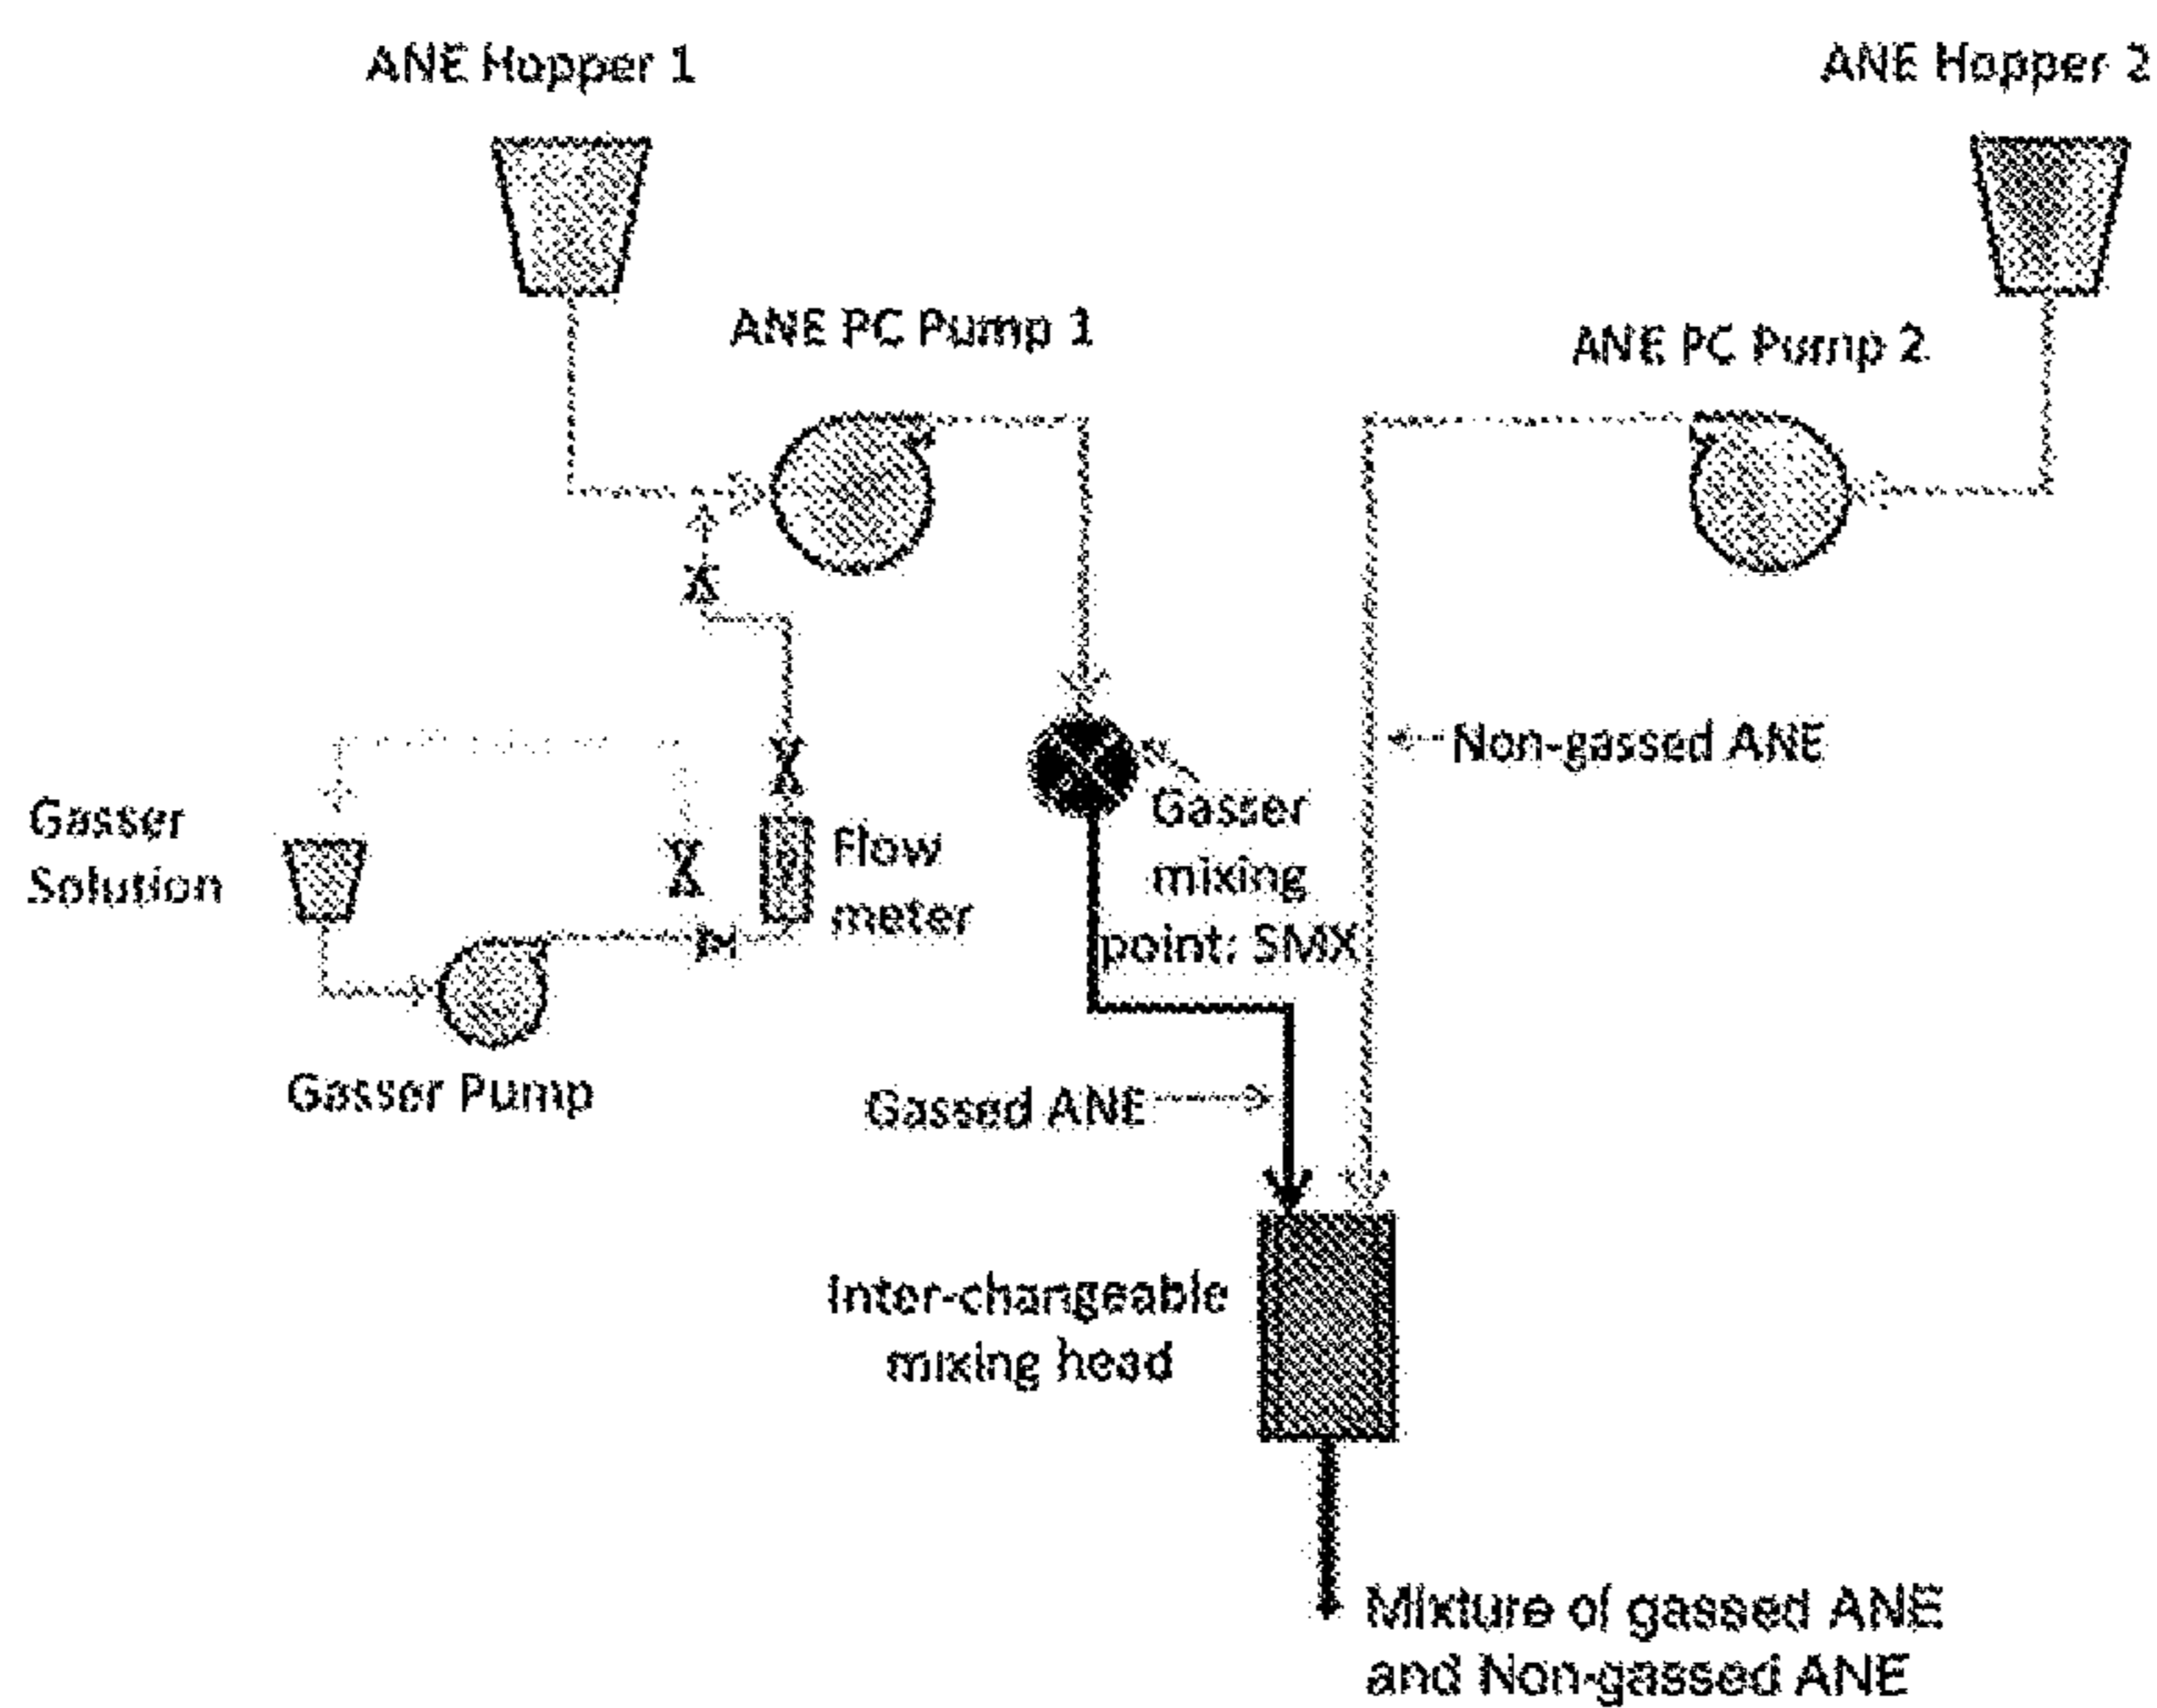 ANE Hopper 1
ANE Hopper 2
ANE PC Pump 1
ANE PC Pump 2
Non-gassed ANE
Gasser
Solution
Flow
meter
Gasser
mixing
point: SMX
Gasser Pump
Gassed ANE
Inter-changeable
mixing head
Mixture of gassed ANE
and Non-gassed ANE